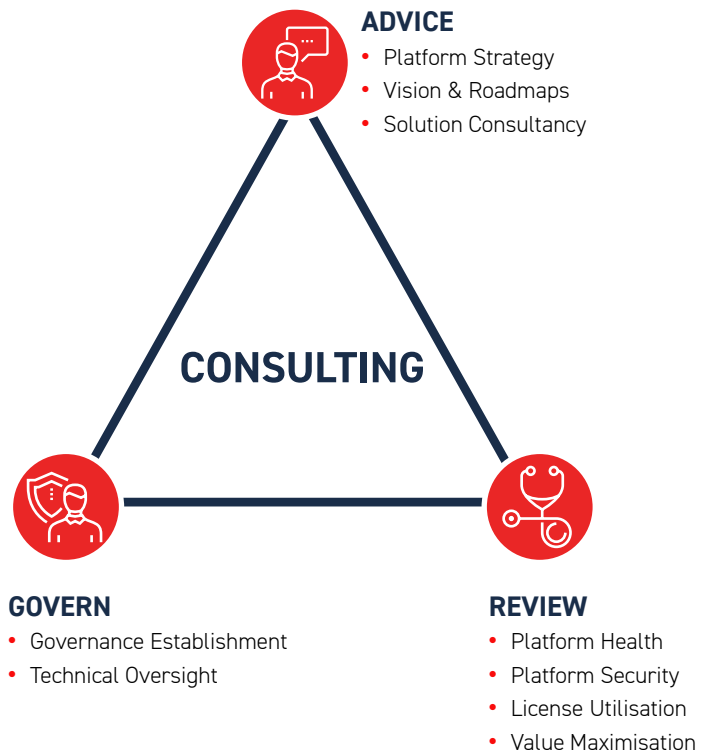 ADVICE
• Platform Strategy
• Vision & Roadmaps
• Solution Consultancy
CONSULTING
GOVERN
• Governance Establishment
• Technical Oversight
REVIEW
• Platform Health
• Platform Security
• License Utilisation
• Value Maximisation